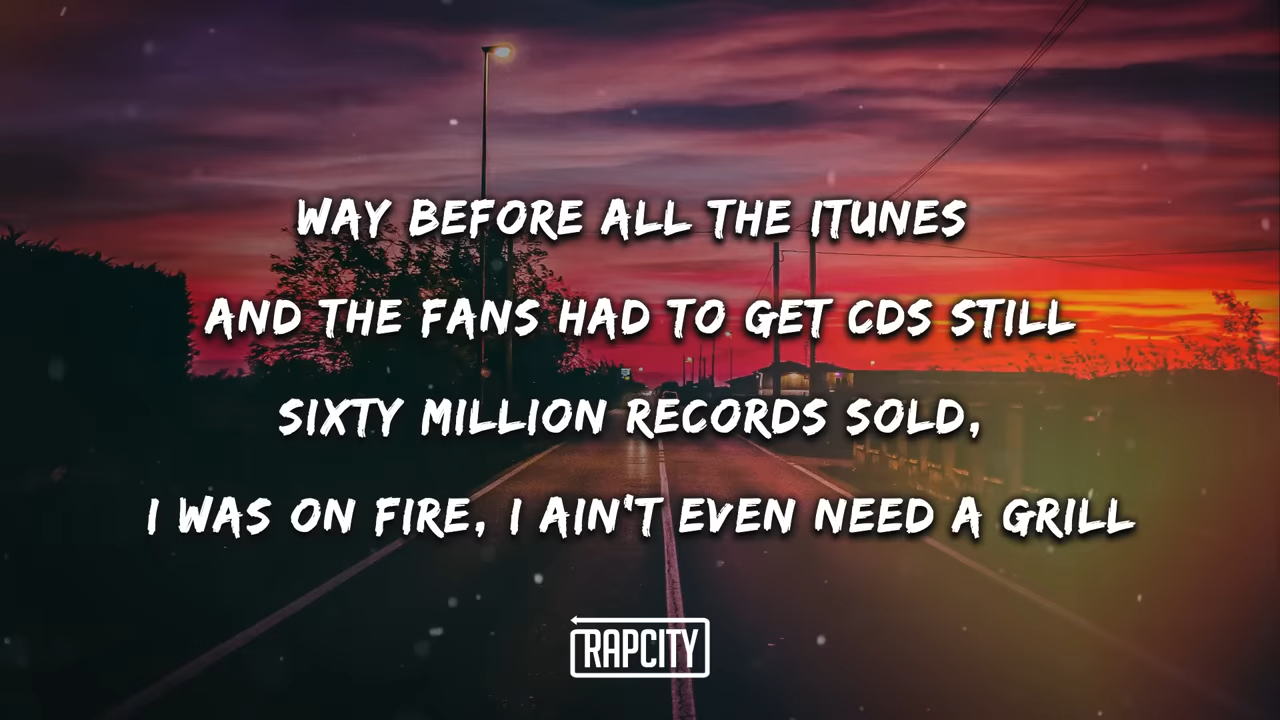 WAY BEFORE ALL THE ITUNES
AND THE FANS HAD TO GET CDS STILL
SIXTY MILLION RECORDS SOLD,
I WAS ON FIRE, I AIN'T EVEN NEED A GRILL
RAPCITY